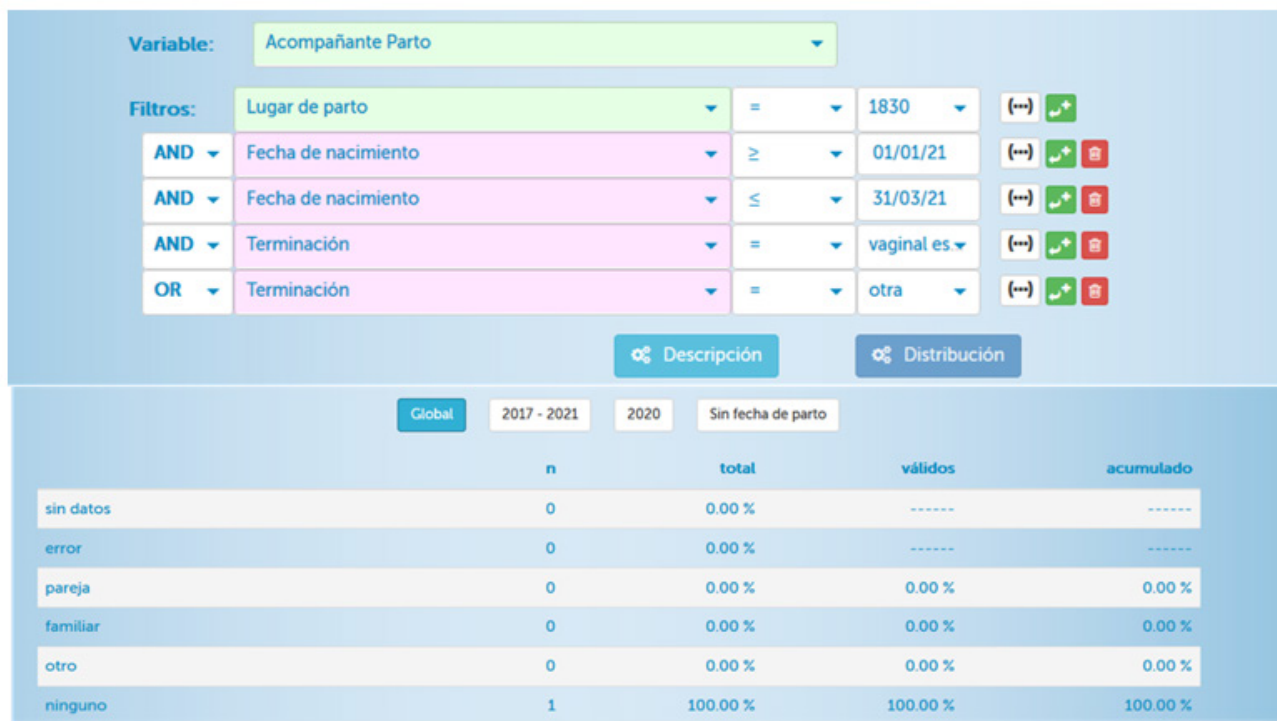 Variable: Acompañante Parto
Filtros: Lugar de parto = 1830 (···)
AND Fecha de nacimiento ≥ 01/01/21 (···)
AND Fecha de nacimiento ≤ 31/03/21 (···)
AND Terminación = vaginal es (···)
OR Terminación = otra (···)
Descripción Distribución
Global 2017 - 2021 2020 Sin fecha de parto
n total válidos acumulado
sin datos 0 0.00 % ------ ------
error 0 0.00 % ------ ------
pareja 0 0.00 % 0.00 % 0.00 %
familiar 0 0.00 % 0.00 % 0.00 %
otro 0 0.00 % 0.00 % 0.00 %
ninguno 1 100.00 % 100.00 % 100.00 %